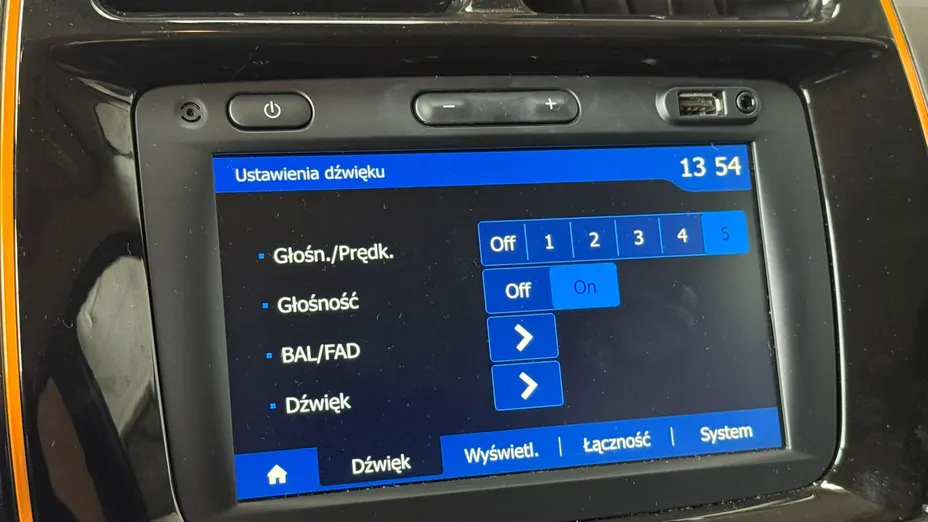 − +
Ustawienia dźwięku 13 54
Głośn./Prędk. Off 1 2 3 4 5
Głośność Off On
BAL/FAD
Dźwięk
Dźwięk Wyświetl. Łączność System